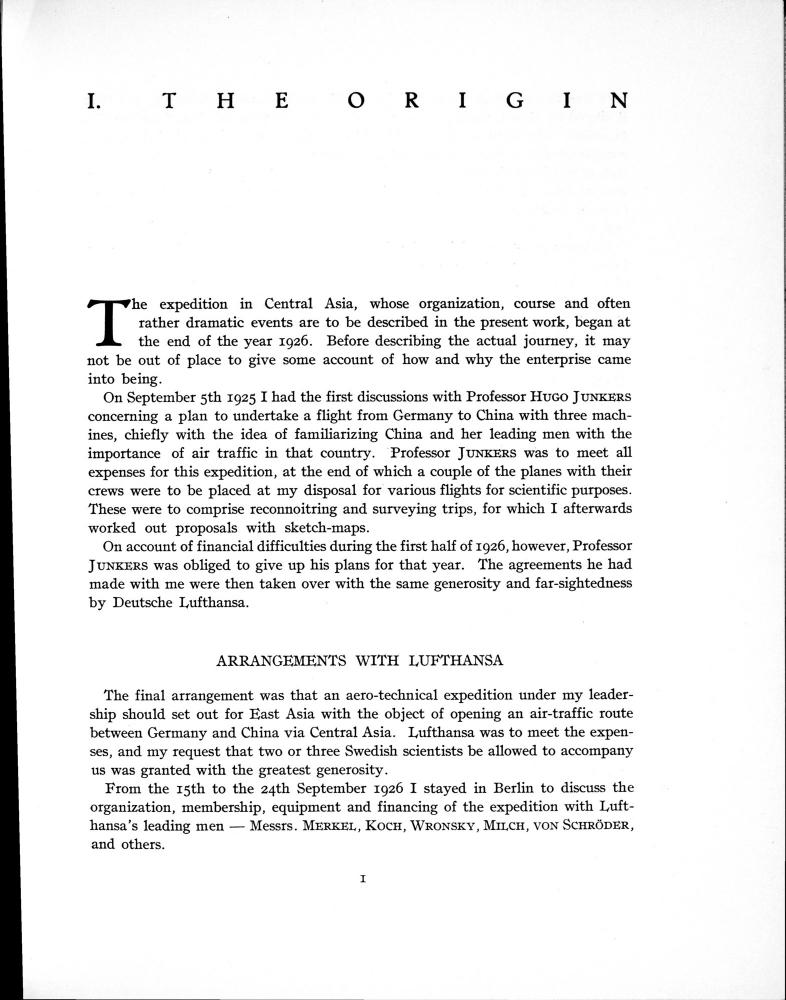 I. THE ORIGIN
The expedition in Central Asia, whose organization, course and often
rather dramatic events are to be described in the present work, began at
the end of the year 1926. Before describing the actual journey, it may
not be out of place to give some account of how and why the enterprise came
into being.
On September 5th 1925 I had the first discussions with Professor HUGO JUNKERS
concerning a plan to undertake a flight from Germany to China with three mach-
ines, chiefly with the idea of familiarizing China and her leading men with the
importance of air traffic in that country. Professor JUNKERS was to meet all
expenses for this expedition, at the end of which a couple of the planes with their
crews were to be placed at my disposal for various flights for scientific purposes.
These were to comprise reconnoitring and surveying trips, for which I afterwards
worked out proposals with sketch-maps.
On account of financial difficulties during the first half of 1926, however, Professor
JUNKERS was obliged to give up his plans for that year. The agreements he had
made with me were then taken over with the same generosity and far-sightedness
by Deutsche Lufthansa.
ARRANGEMENTS WITH LUFTHANSA
The final arrangement was that an aero-technical expedition under my leader-
ship should set out for East Asia with the object of opening an air-traffic route
between Germany and China via Central Asia. Lufthansa was to meet the expen-
ses, and my request that two or three Swedish scientists be allowed to accompany
us was granted with the greatest generosity.
From the 15th to the 24th September 1926 I stayed in Berlin to discuss the
organization, membership, equipment and financing of the expedition with Luft-
hansa's leading men — Messrs. MERKEL, KOCH, WRONSKY, MILCH, VON SCHRÖDER,
and others.
1